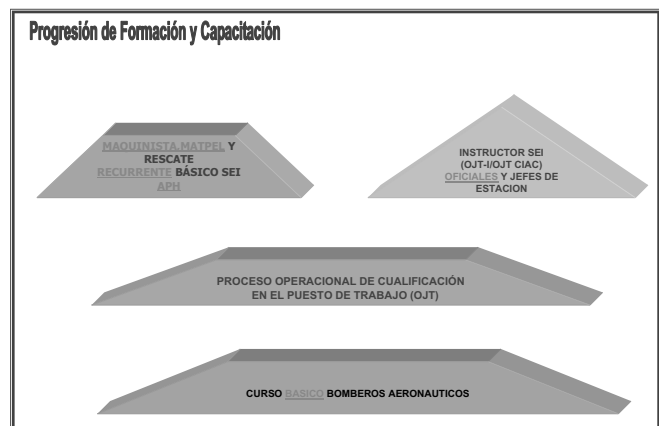 Progresión de Formación y Capacitación
MAQUINISTA.MATPEL Y
RESCATE
RECURRENTE BÁSICO SEI
APH
INSTRUCTOR SEI
(OJT-I/OJT CIAC)
OFICIALES Y JEFES DE
ESTACION
PROCESO OPERACIONAL DE CUALIFICACIÓN
EN EL PUESTO DE TRABAJO (OJT)
CURSO BASICO BOMBEROS AERONAUTICOS